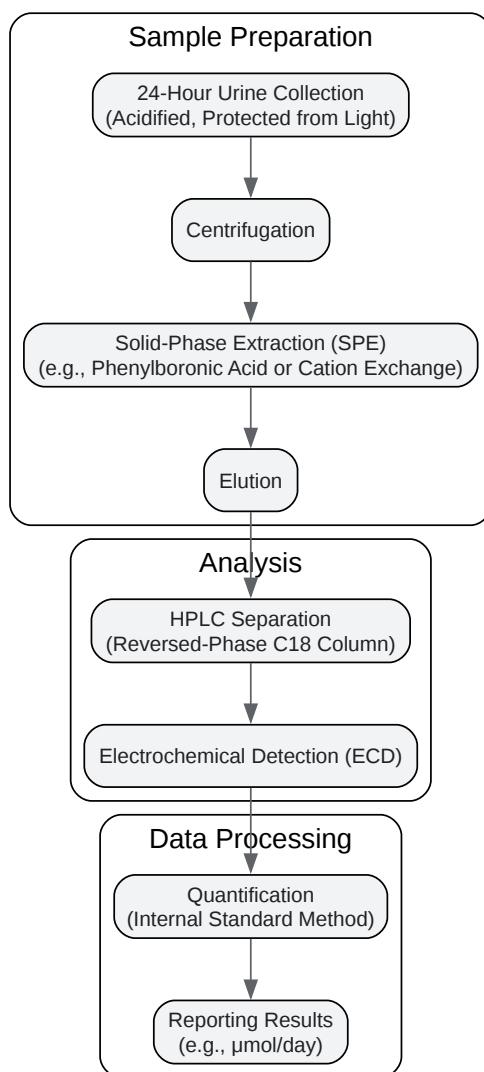 Sample Preparation
24-Hour Urine Collection
(Acidified, Protected from Light)
Centrifugation
Solid-Phase Extraction (SPE)
(e.g., Phenylboronic Acid or Cation Exchange)
Elution
Analysis
HPLC Separation
(Reversed-Phase C18 Column)
Electrochemical Detection (ECD)
Data Processing
Quantification
(Internal Standard Method)
Reporting Results
(e.g., μmol/day)